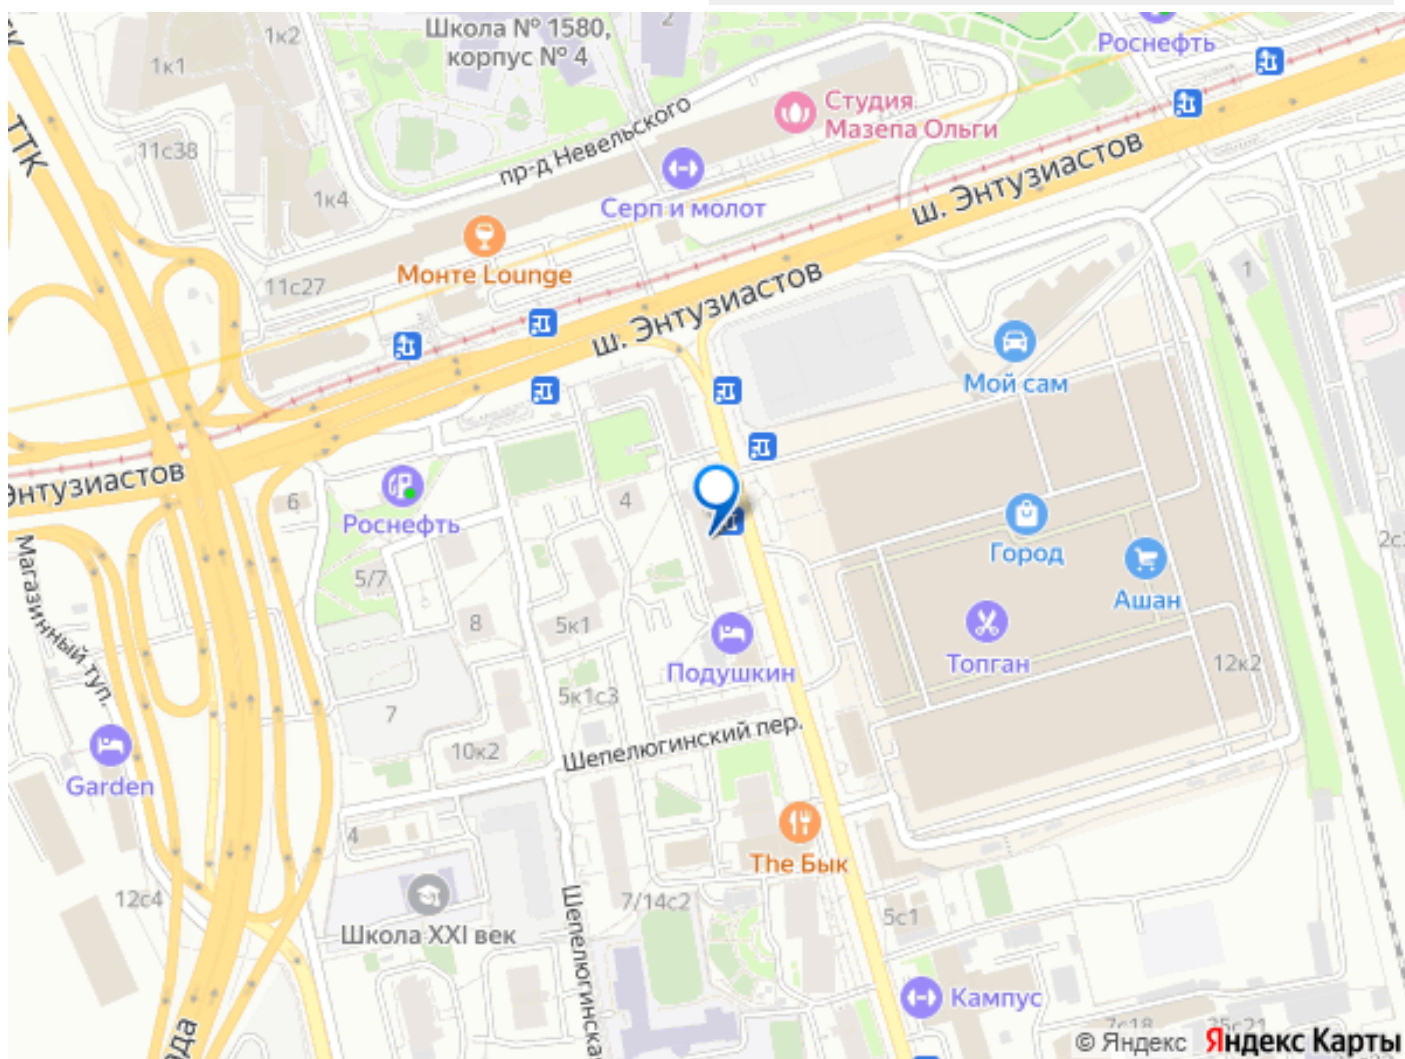 Школа № 1580,
корпус № 4
2
1к2
1к1
Роснефть
ТТК
Студия
Мазепа Ольги
пр-д Невельского
11с38
1к4
Серп и молот
ш. Энтузиастов
Монте Lounge
11с27
1
ш. Энтузиастов
Мой сам
Энтузиастов
6
Роснефть
4
Город
Ашан
5/7
8
5к1
Подушкин
Топган
12к2
Магазинный туп.
5к1с3
7
Шепелюгинский пер.
10к2
Garden
4
The Бык
12с4
7/14с2
5с1
Школа XXI век
Шепелюгинская
Кампус
7с18
25с21
© Яндекс Яндекс Карты